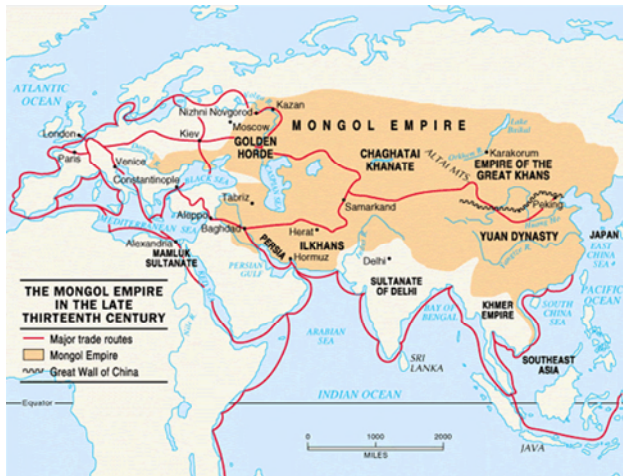 ATLANTIC
OCEAN
London
Paris
Venice
Constantinople
Nizhni Novgorod
Kazan
Moscow
Kiev
GOLDEN
HORDE
MONGOL EMPIRE
CHAGHATAI
KHANATE
ALTAI MTS.
Lake
Baikal
Orkhon R.
Karakorum
EMPIRE OF THE
GREAT KHANS
Peking
Huang He
YUAN DYNASTY
JAPAN
EAST
CHINA
SEA
PACIFIC
OCEAN
BLACK SEA
CASPIAN SEA
Tabriz
Aleppo
Baghdad
MEDITERRANEAN SEA
Alexandria
MAMLUK
SULTANATE
PERSIA
Herat
ILKHANS
Hormuz
Samarkand
PERSIAN
GULF
Delhi
SULTANATE
OF DELHI
KHMER
EMPIRE
SOUTH
CHINA
SEA
SOUTHEAST
ASIA
ARABIAN
SEA
BAY OF
BENGAL
SRI
LANKA
INDIAN OCEAN
JAVA
THE MONGOL EMPIRE
IN THE LATE
THIRTEENTH CENTURY
Major trade routes
Mongol Empire
Great Wall of China
Equator
0 1000 2000
MILES